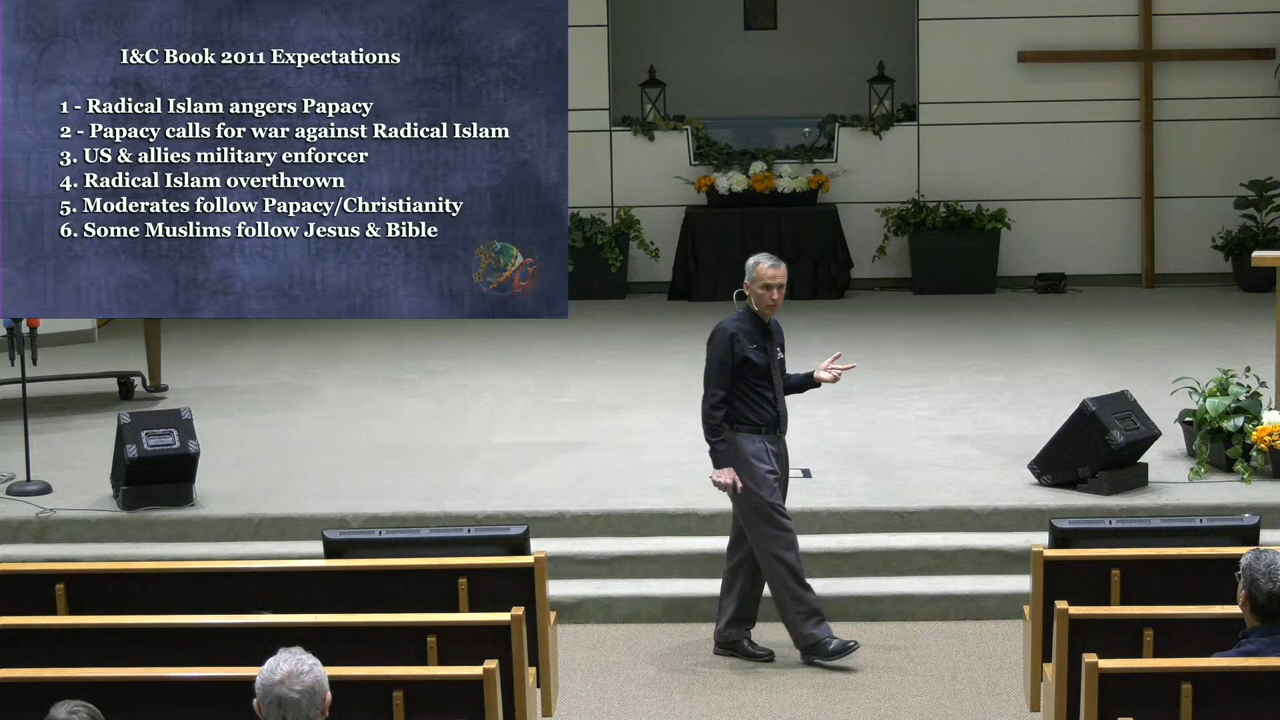 I&C Book 2011 Expectations
1 - Radical Islam angers Papacy
2 - Papacy calls for war against Radical Islam
3. US & allies military enforcer
4. Radical Islam overthrown
5. Moderates follow Papacy/Christianity
6. Some Muslims follow Jesus & Bible